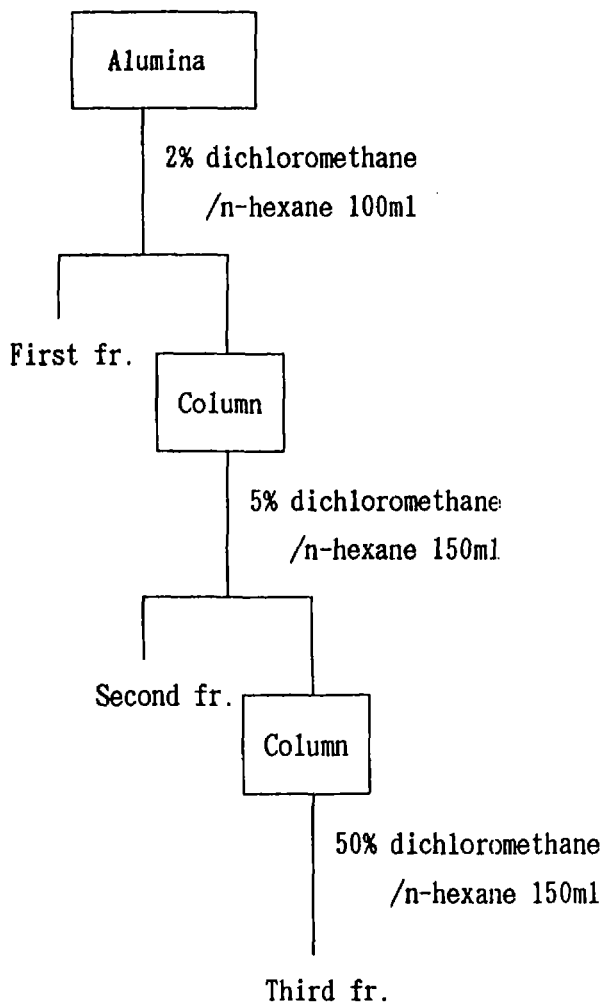 Alumina
2% dichloromethane
/n-hexane 100ml
First fr.
Column
5% dichloromethane
/n-hexane 150ml
Second fr.
Column
50% dichloromethane
/n-hexane 150ml
Third fr.